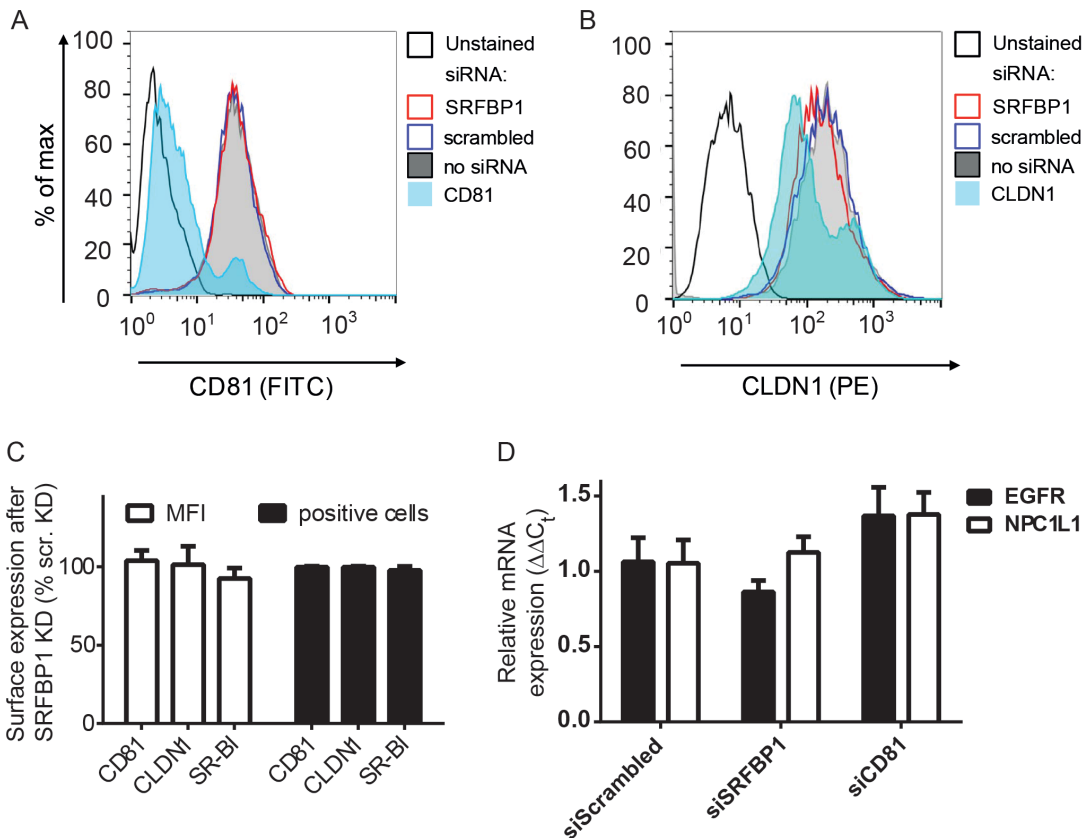 A
100
80
60
40
20
0
% of max
10⁰
10¹
10²
10³
CD81 (FITC)
Unstained
siRNA:
SRFBP1
scrambled
no siRNA
CD81
B
100
80
60
40
20
0
10⁰
10¹
10²
10³
CLDN1 (PE)
Unstained
siRNA:
SRFBP1
scrambled
no siRNA
CLDN1
C
Surface expression after
SRFBP1 KD (% scr. KD)
100
50
0
MFI
positive cells
CD81
CLDN1
SR-BI
CD81
CLDN1
SR-BI
D
Relative mRNA
expression (ΔΔCt)
1.5
1.0
0.5
0.0
EGFR
NPC1L1
siScrambled
siSRFBP1
siCD81